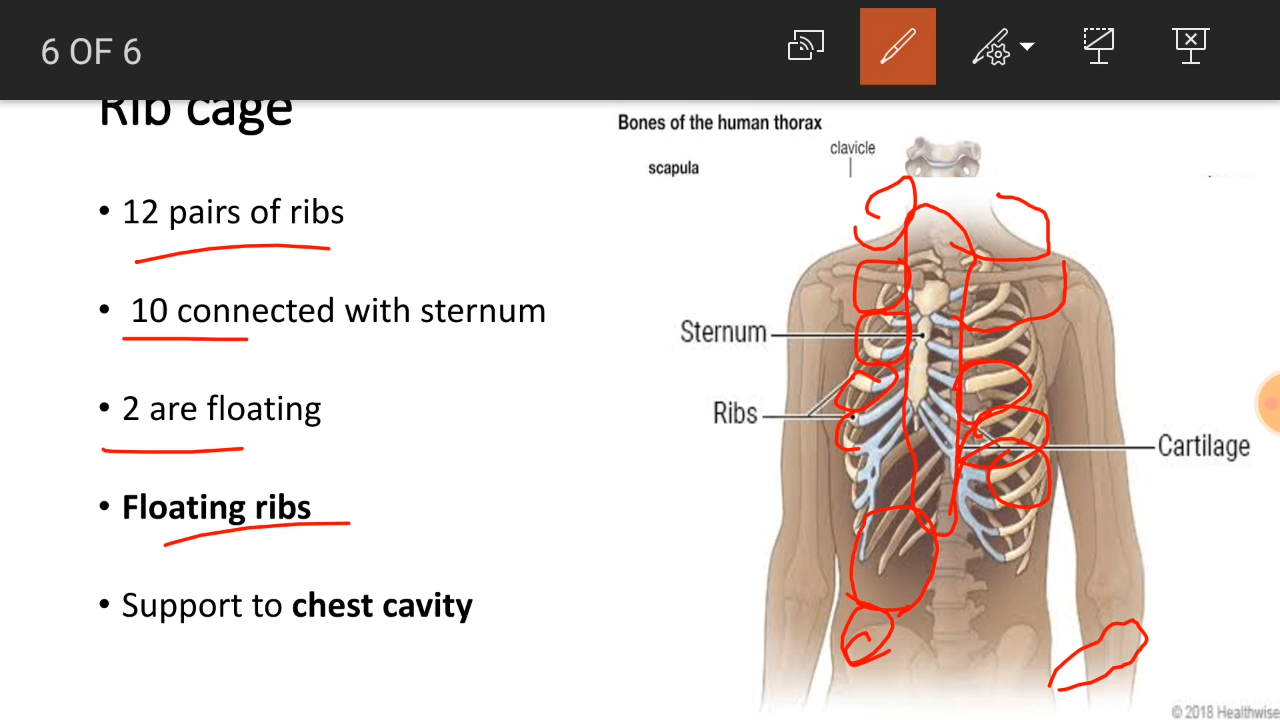 6 OF 6
Rib cage
Bones of the human thorax
clavicle
scapula
• 12 pairs of ribs
• 10 connected with sternum
Sternum
• 2 are floating
Ribs
Cartilage
• Floating ribs
• Support to chest cavity
© 2018 Healthwise